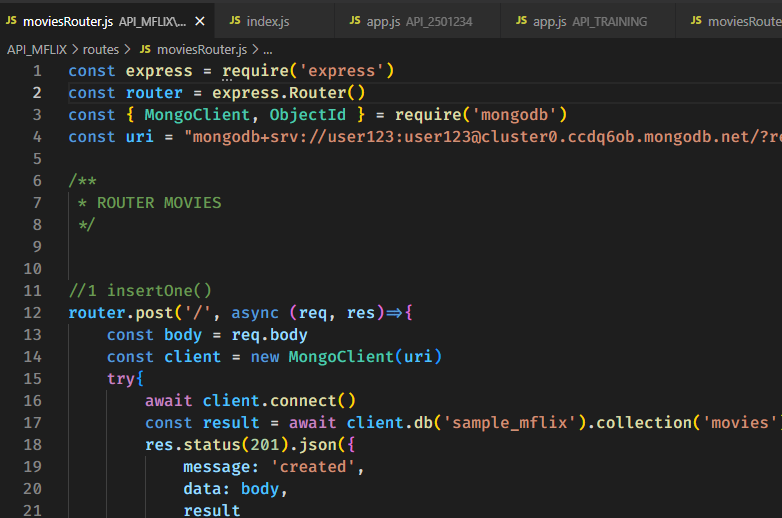 JS moviesRouter.js API_MFLIX\... × JS index.js JS app.js API_2501234 JS app.js API_TRAINING JS moviesRoute
API_MFLIX > routes > JS moviesRouter.js > ...
1 const express = require('express')
2 const router = express.Router()
3 const { MongoClient, ObjectId } = require('mongodb')
4 const uri = "mongodb+srv://user123:user123@cluster0.ccdq6ob.mongodb.net/?re
5
6 /**
7 * ROUTER MOVIES
8 */
9
10
11 //1 insertOne()
12 router.post('/', async (req, res)=>{
13 const body = req.body
14 const client = new MongoClient(uri)
15 try{
16 await client.connect()
17 const result = await client.db('sample_mflix').collection('movies')
18 res.status(201).json({
19 message: 'created',
20 data: body,
21 result